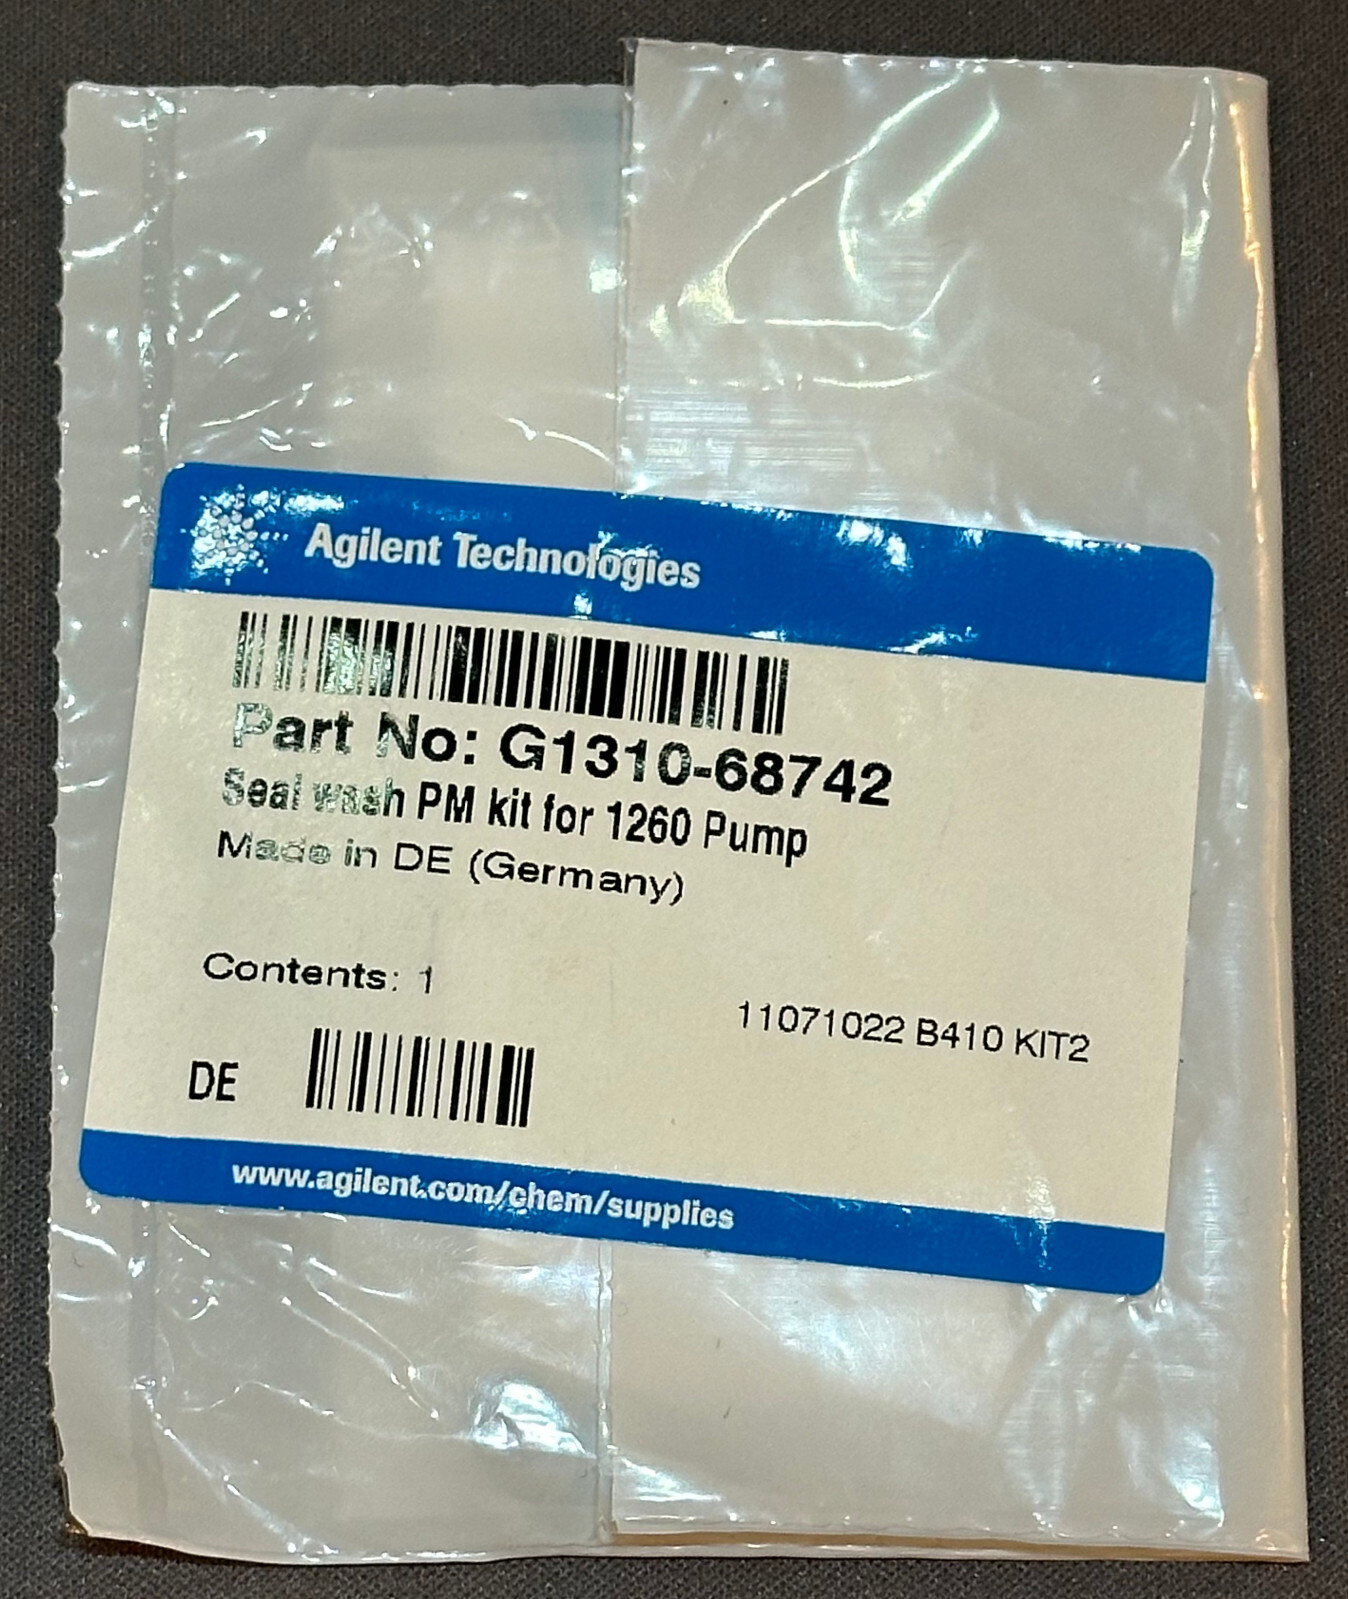 Agilent Technologies
Part No: G1310-68742
Seal wash PM kit for 1260 Pump
Made in DE (Germany)
Contents: 1
11071022 B410 KIT2
DE
www.agilent.com/chem/supplies